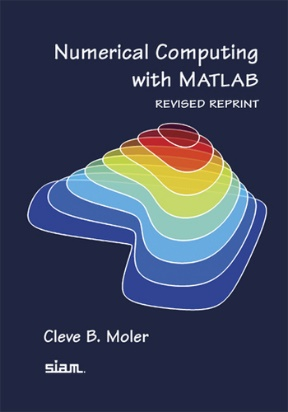 Numerical Computing
with MATLAB
REVISED REPRINT
Cleve B. Moler
siam.